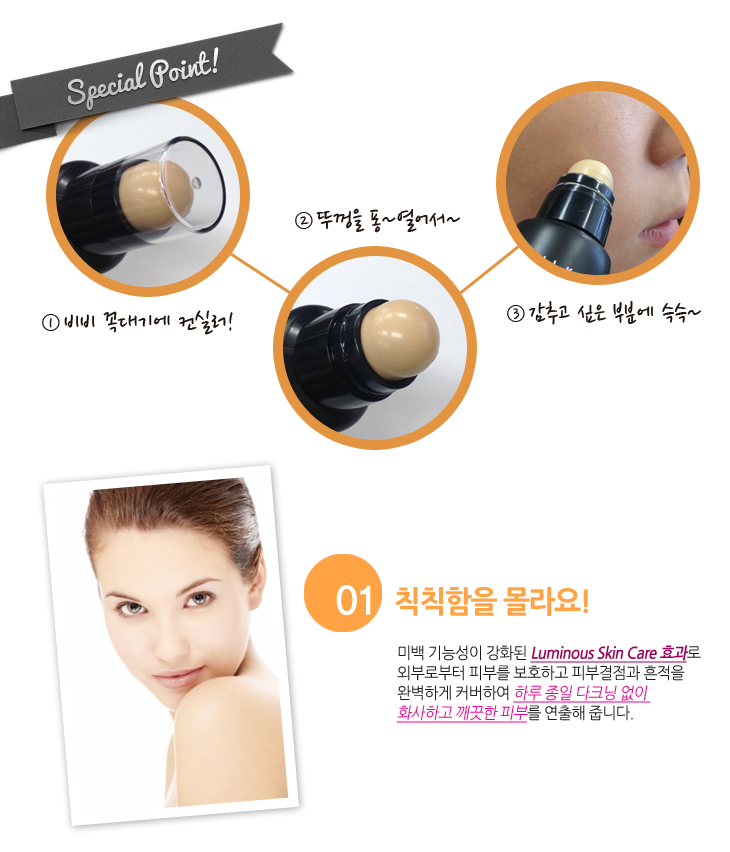 Special Point!
① 비비 꼭대기에 컨실러!
② 뚜껑을 퐁~열어서~
③ 감추고 싶은 부분에 슥슥~
01 칙칙함을 몰라요!
미백 기능성이 강화된 Luminous Skin Care 효과로
외부로부터 피부를 보호하고 피부결점과 흔적을
완벽하게 커버하여 하루 종일 다크닝 없이
화사하고 깨끗한 피부를 연출해 줍니다.